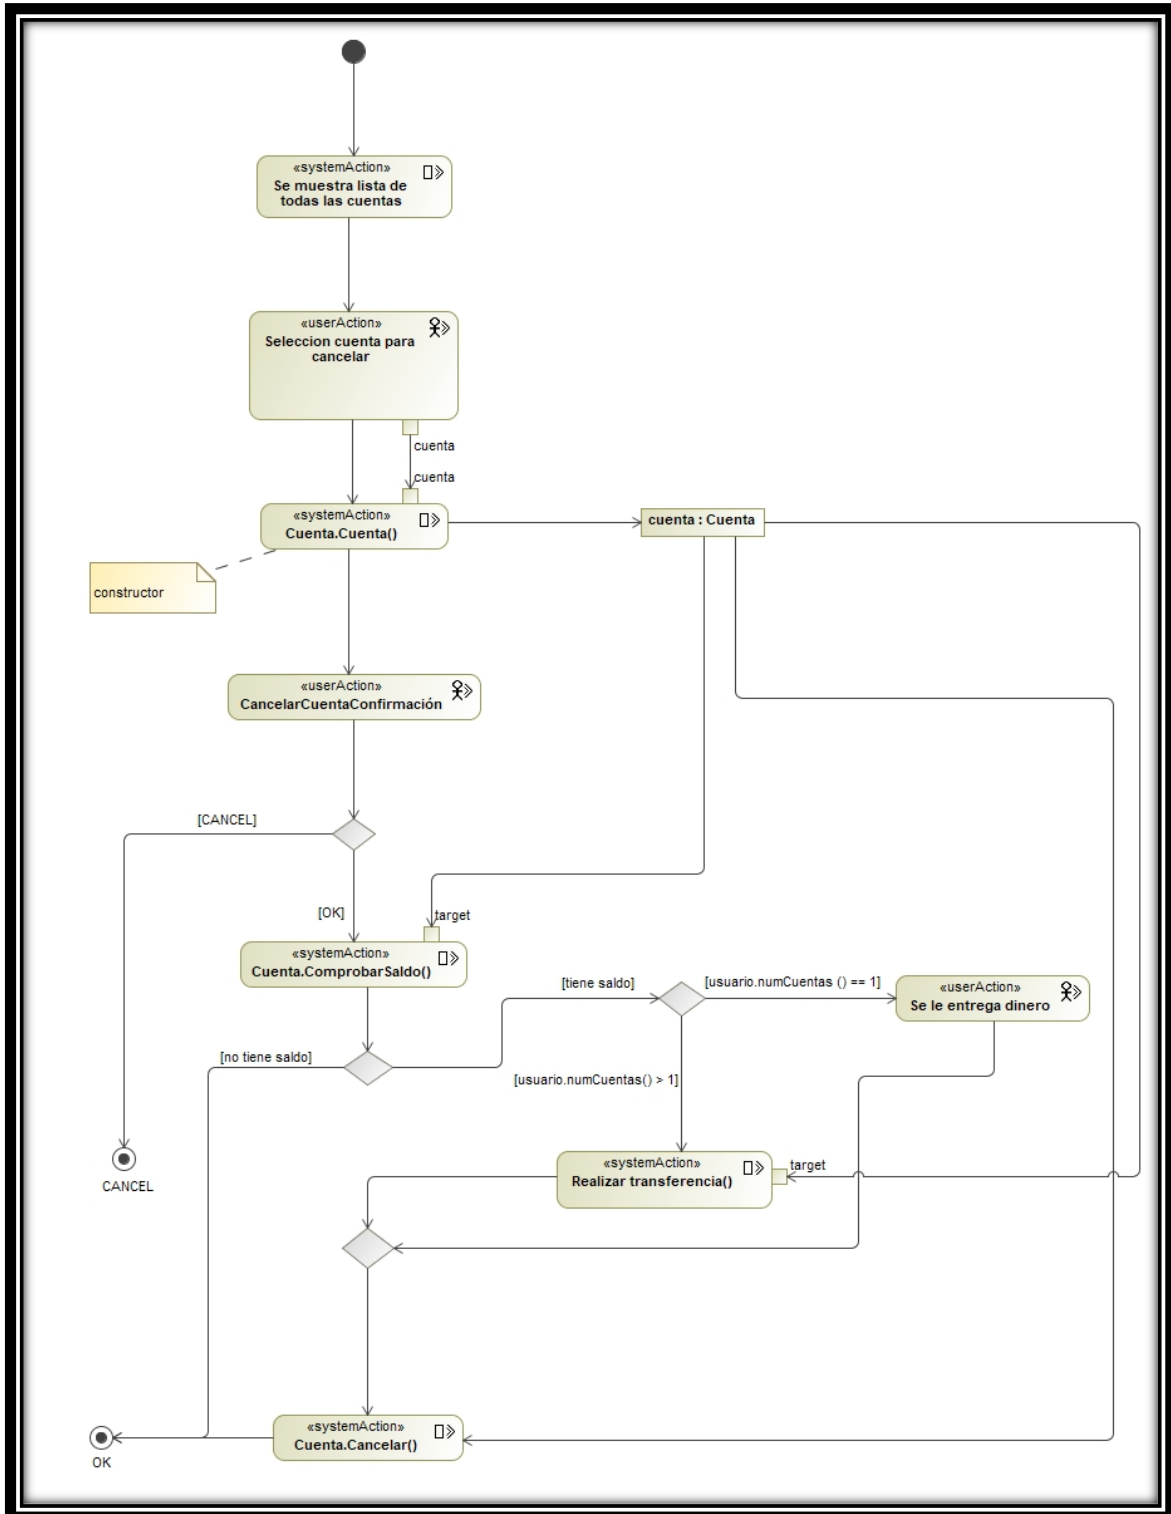 «systemAction»
Se muestra lista de
todas las cuentas
«userAction»
Seleccion cuenta para
cancelar
cuenta
cuenta
«systemAction»
Cuenta.Cuenta()
cuenta : Cuenta
constructor
«userAction»
CancelarCuentaConfirmación
[CANCEL]
[OK]
target
«systemAction»
Cuenta.ComprobarSaldo()
[tiene saldo]
[usuario.numCuentas () == 1]
«userAction»
Se le entrega dinero
[no tiene saldo]
[usuario.numCuentas() > 1]
CANCEL
«systemAction»
Realizar transferencia()
target
«systemAction»
Cuenta.Cancelar()
OK